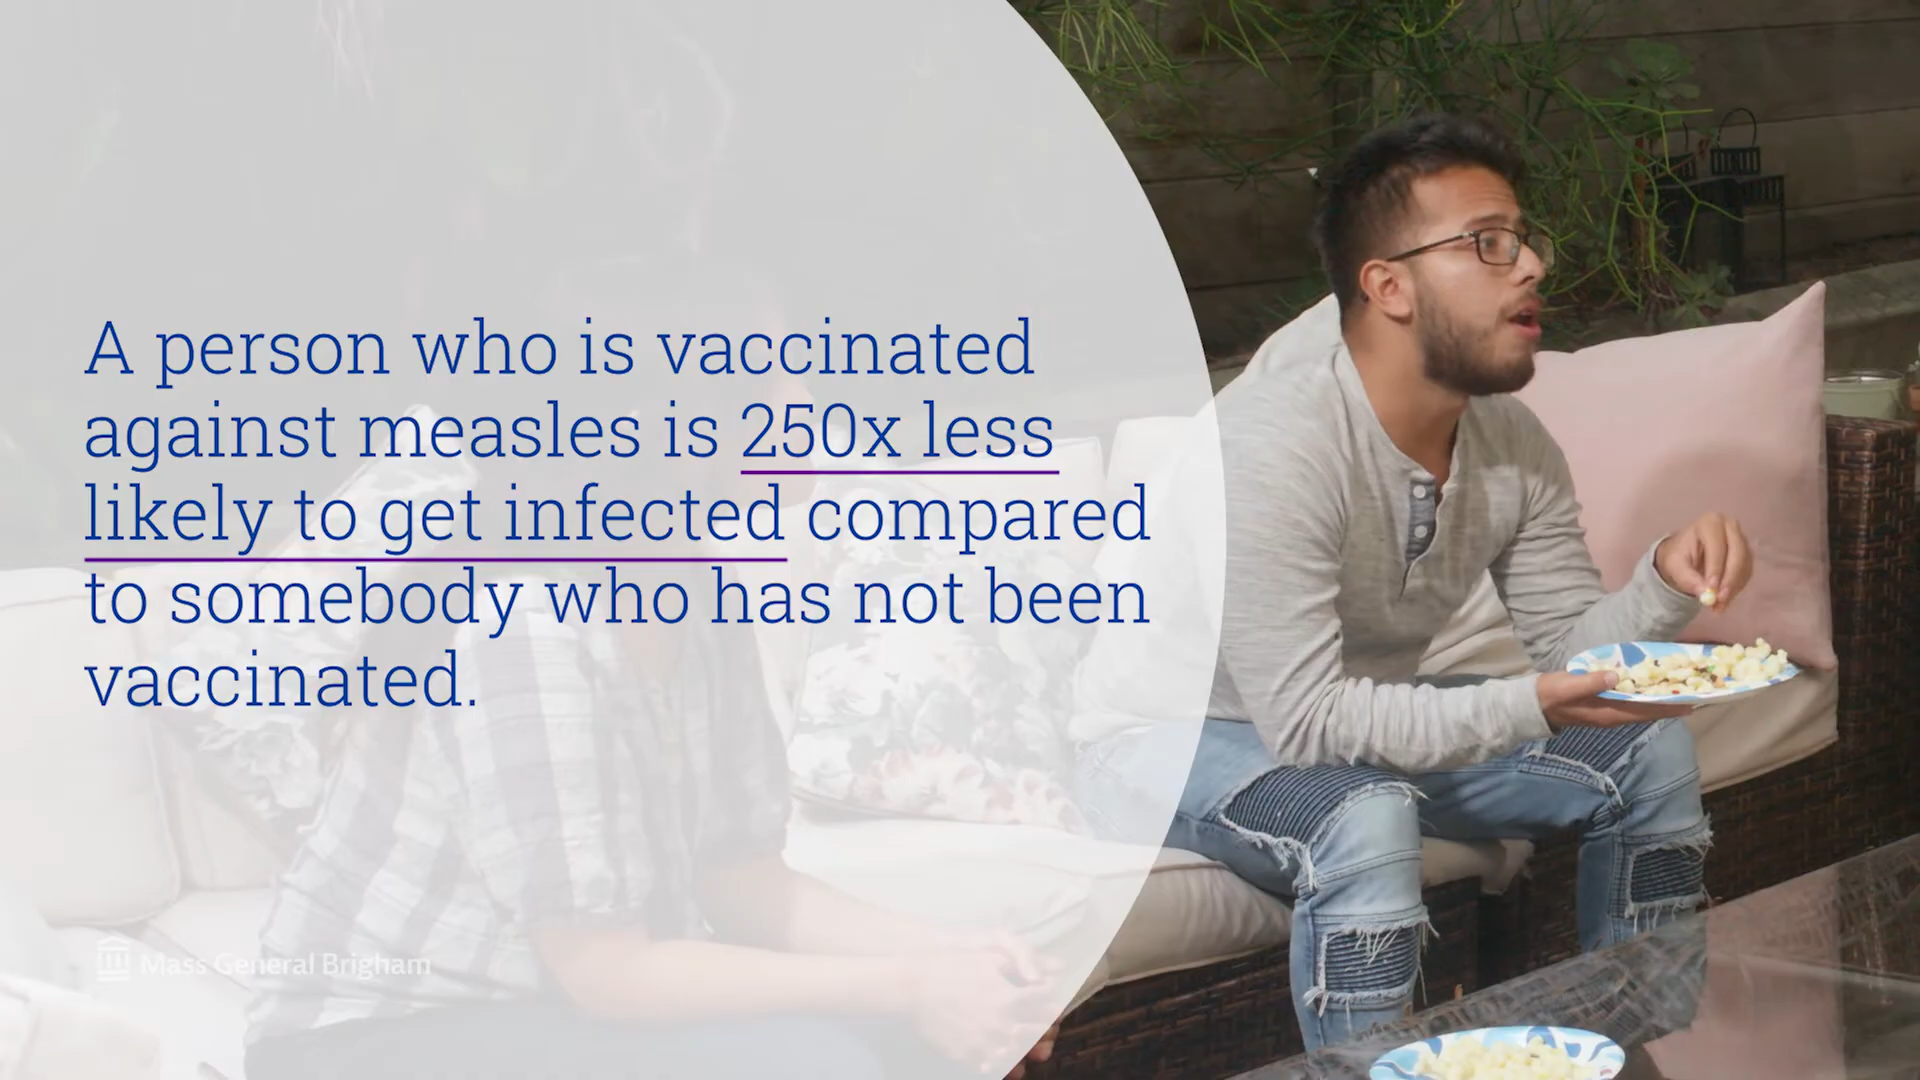 A person who is vaccinated
against measles is 250x less
likely to get infected compared
to somebody who has not been
vaccinated.
Mass General Brigham